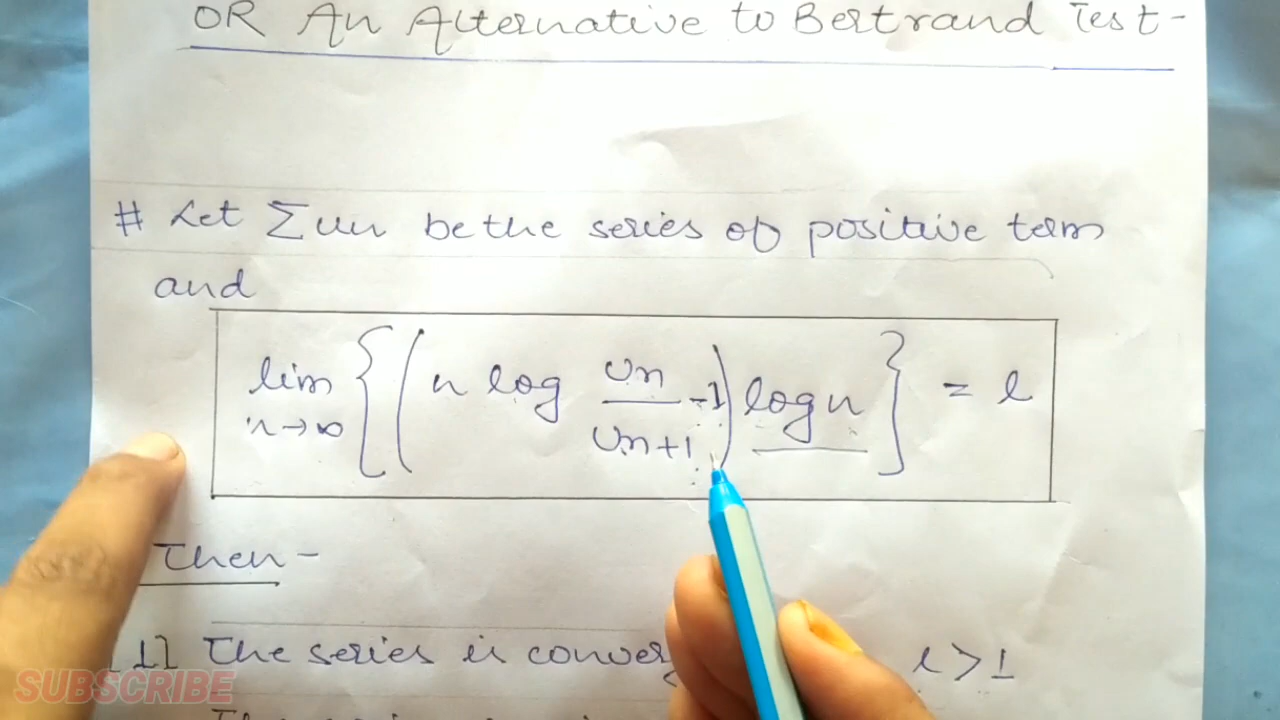 OR An Alternative to Bertrand Test-
# Let Σun be the series of positive term
and
lim n→∞ { ( n log un/un+1 -1 ) log n } = l
Then-
1] The series is l > 1
SUBSCRIBE